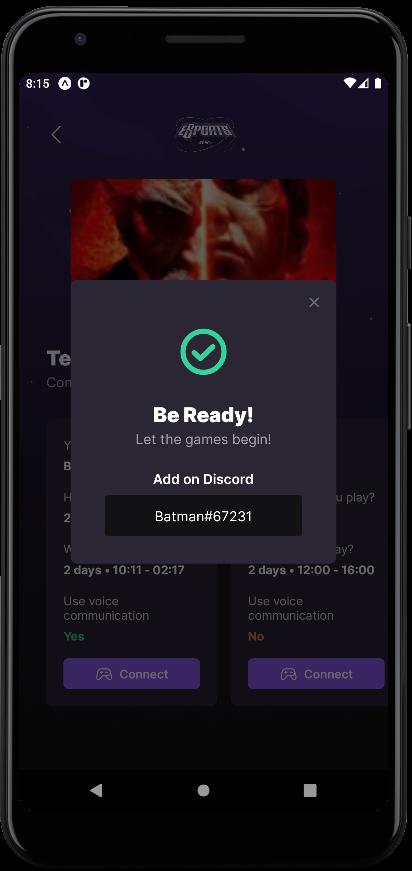 8:15
ESPORTS
Te
Con
Be Ready!
Let the games begin!
Add on Discord
Batman#67231
Y
B
H
u play?
2
W
ay?
2 days • 10:11 - 02:17
2 days • 12:00 - 16:00
Use voice
communication
Yes
Use voice
communication
No
Connect
Connect